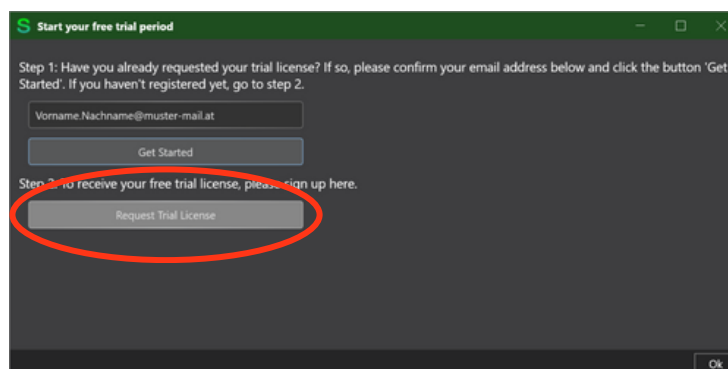 S Start your free trial period
Step 1: Have you already requested your trial license? If so, please confirm your email address below and click the button 'Get
Started'. If you haven't registered yet, go to step 2.
Vorname.Nachname@muster-mail.at
Get Started
Step 2: To receive your free trial license, please sign up here.
Request Trial License
Ok